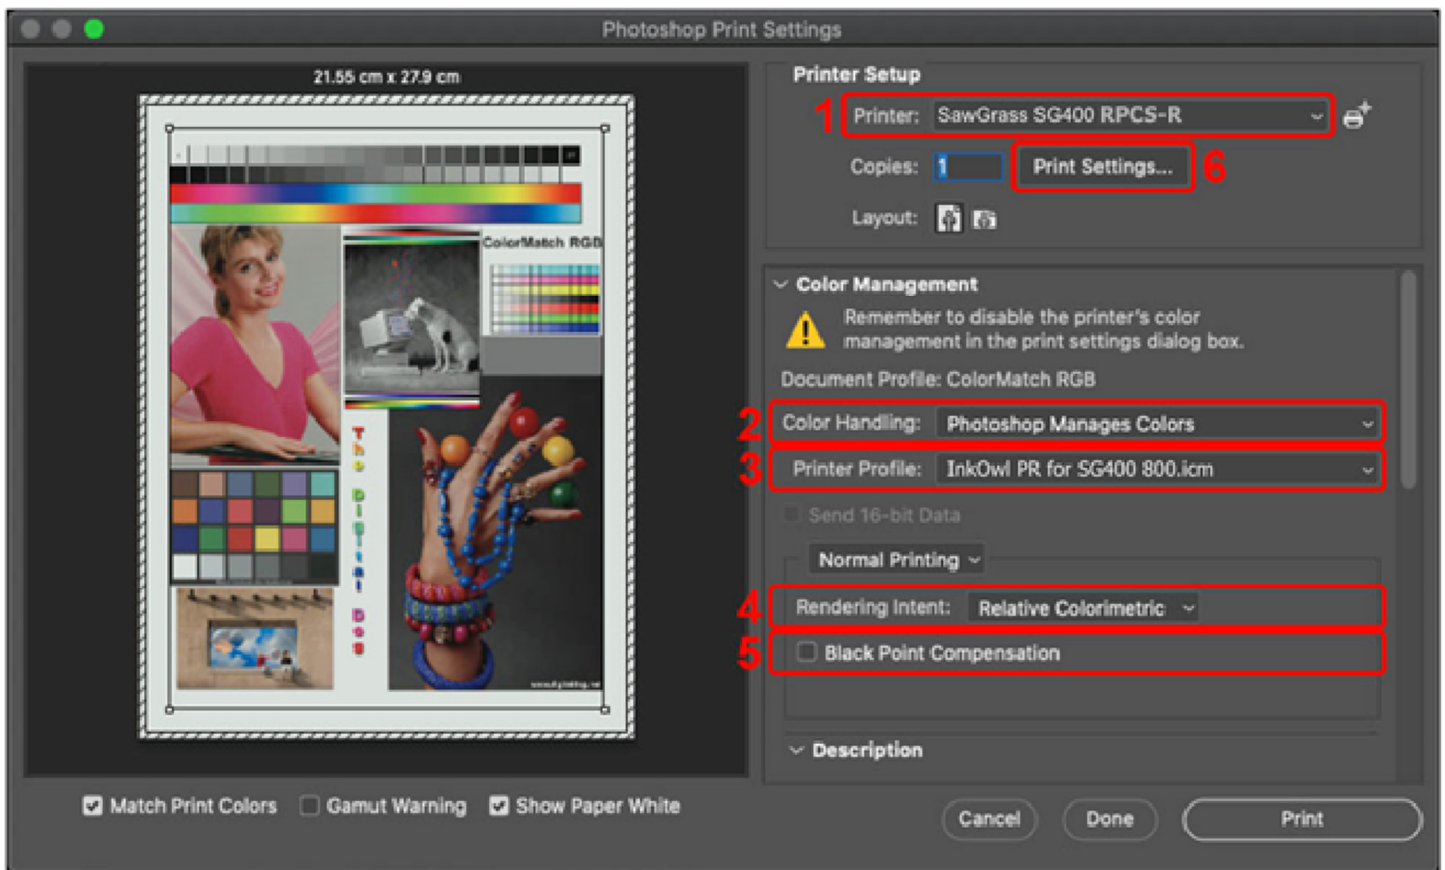 Photoshop Print Settings
21.55 cm x 27.9 cm
ColorMatch RGB
The Digital Dog
Printer Setup
1 Printer: SawGrass SG400 RPCS-R
Copies: 1 Print Settings... 6
Layout:
Color Management
Remember to disable the printer's color
management in the print settings dialog box.
Document Profile: ColorMatch RGB
2 Color Handling: Photoshop Manages Colors
3 Printer Profile: InkOwl PR for SG400 800.icm
Send 16-bit Data
Normal Printing
4 Rendering Intent: Relative Colorimetric
5 Black Point Compensation
Description
Match Print Colors Gamut Warning Show Paper White
Cancel Done Print